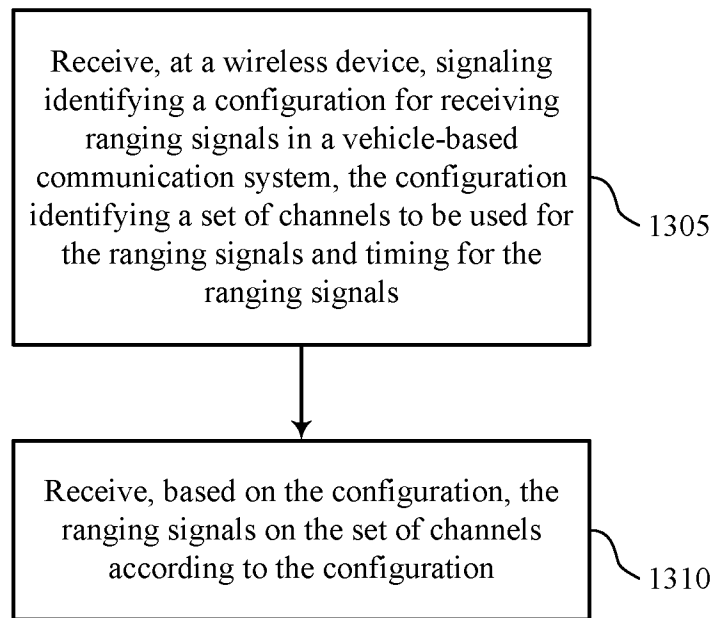 Receive, at a wireless device, signaling
identifying a configuration for receiving
ranging signals in a vehicle-based
communication system, the configuration
identifying a set of channels to be used for
the ranging signals and timing for the
ranging signals
1305
Receive, based on the configuration, the
ranging signals on the set of channels
according to the configuration
1310